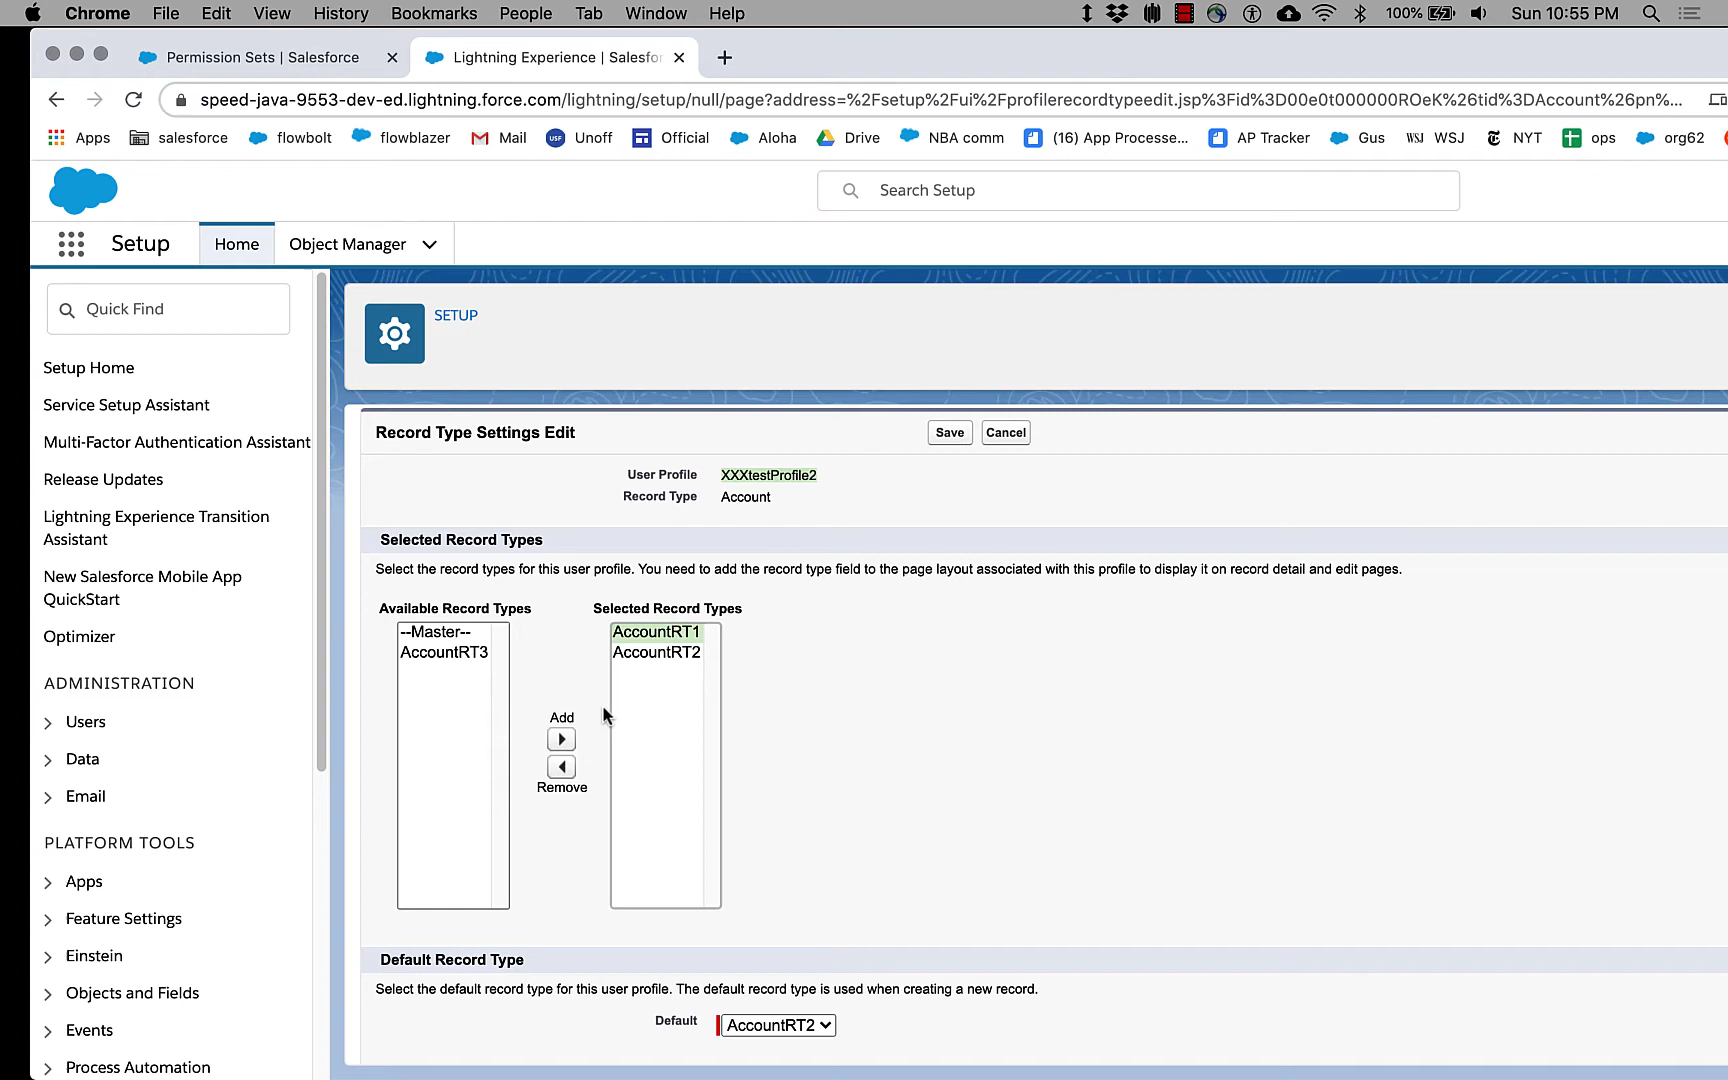 Chrome File Edit View History Bookmarks People Tab Window Help 100% Sun 10:55 PM
Permission Sets | Salesforce
Lightning Experience | Salesfor
speed-java-9553-dev-ed.lightning.force.com/lightning/setup/null/page?address=%2Fsetup%2Fui%2Fprofilerecordtypeedit.jsp%3Fid%3D00e0t000000ROeK%26tid%3DAccount%26pn%...
Apps salesforce flowbolt flowblazer Mail Unoff Official Aloha Drive NBA comm (16) App Processe... AP Tracker Gus WSJ WSJ NYT ops org62
Search Setup
Setup Home Object Manager
Quick Find
Setup Home
Service Setup Assistant
Multi-Factor Authentication Assistant
Release Updates
Lightning Experience Transition
Assistant
New Salesforce Mobile App
QuickStart
Optimizer
ADMINISTRATION
Users
Data
Email
PLATFORM TOOLS
Apps
Feature Settings
Einstein
Objects and Fields
Events
Process Automation
SETUP
Record Type Settings Edit
Save Cancel
User Profile XXXtestProfile2
Record Type Account
Selected Record Types
Select the record types for this user profile. You need to add the record type field to the page layout associated with this profile to display it on record detail and edit pages.
Available Record Types
--Master--
AccountRT3
Add
Remove
Selected Record Types
AccountRT1
AccountRT2
Default Record Type
Select the default record type for this user profile. The default record type is used when creating a new record.
Default AccountRT2